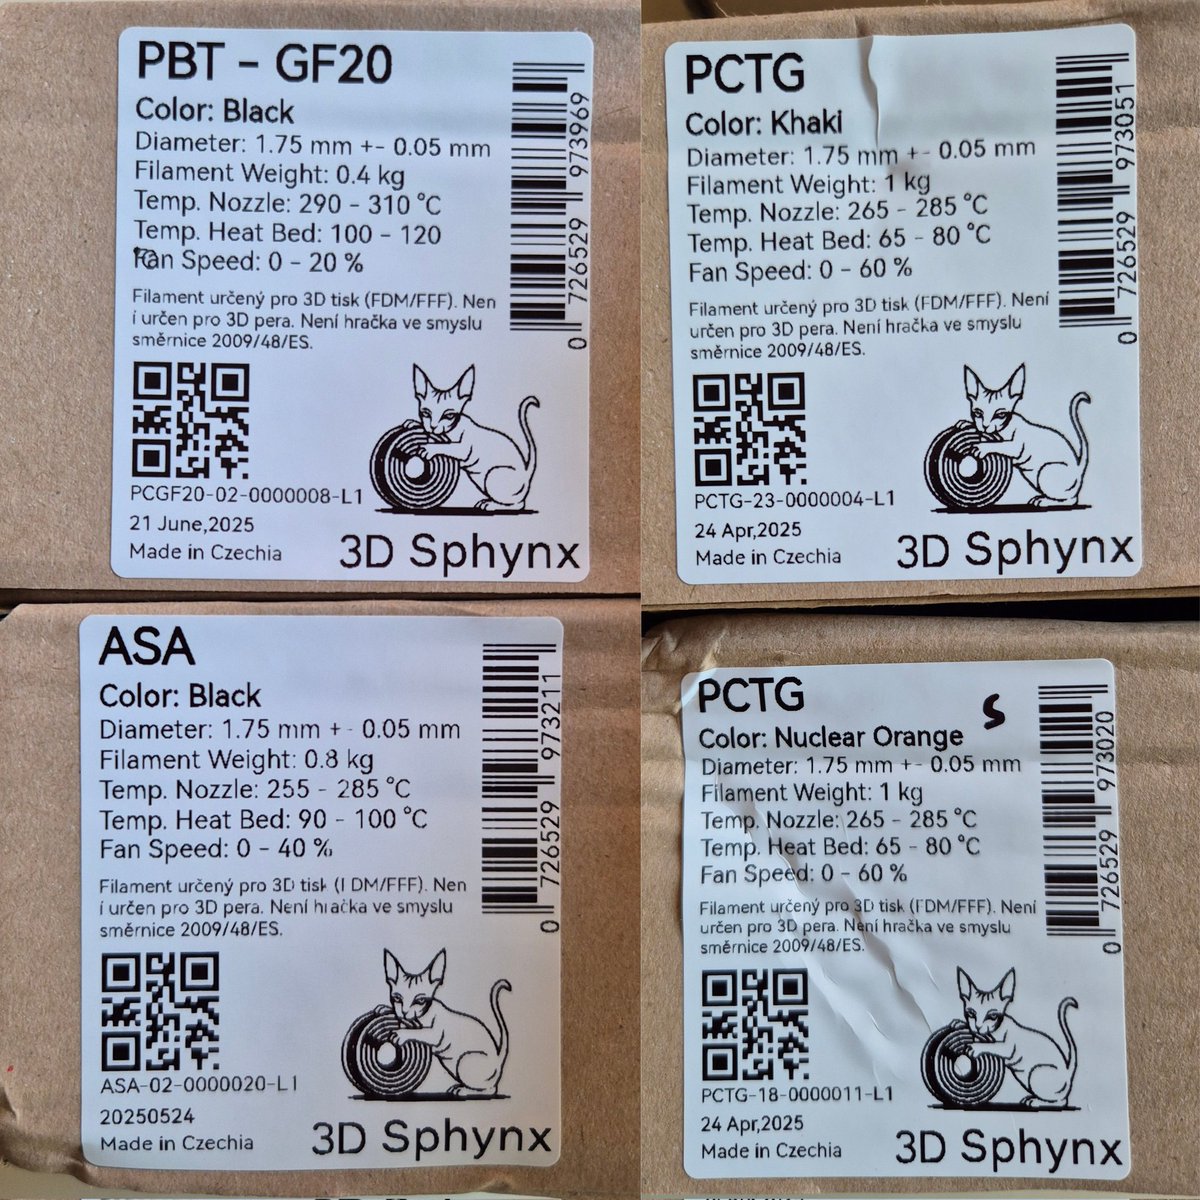 PBT - GF20
Color: Black
Diameter: 1.75 mm +- 0.05 mm
Filament Weight: 0.4 kg
Temp. Nozzle: 290 - 310 °C
Temp. Heat Bed: 100 - 120
°C
Fan Speed: 0 - 20 %
Filament určený pro 3D tisk (FDM/FFF). Nen
í určen pro 3D pera. Není hračka ve smyslu
směrnice 2009/48/ES.
PCGF20-02-0000008-L1
21 June,2025
Made in Czechia
3D Sphynx
0 726529 973969
PCTG
Color: Khaki
Diameter: 1.75 mm +- 0.05 mm
Filament Weight: 1 kg
Temp. Nozzle: 265 - 285 °C
Temp. Heat Bed: 65 - 80 °C
Fan Speed: 0 - 60 %
Filament určený pro 3D tisk (FDM/FFF). Není
určen pro 3D pera. Není hračka ve smyslu
směrnice 2009/48/ES.
PCTG-23-0000004-L1
24 Apr,2025
Made in Czechia
3D Sphynx
0 726529 973051
ASA
Color: Black
Diameter: 1.75 mm +- 0.05 mm
Filament Weight: 0.8 kg
Temp. Nozzle: 255 - 285 °C
Temp. Heat Bed: 90 - 100 °C
Fan Speed: 0 - 40 %
Filament určený pro 3D tisk (FDM/FFF). Nen
í určen pro 3D pera. Není hračka ve smyslu
směrnice 2009/48/ES.
ASA-02-0000020-L1
20250524
Made in Czechia
3D Sphynx
0 726529 973211
PCTG
S
Color: Nuclear Orange
Diameter: 1.75 mm +- 0.05 mm
Filament Weight: 1 kg
Temp. Nozzle: 265 - 285 °C
Temp. Heat Bed: 65 - 80 °C
Fan Speed: 0 - 60 %
Filament určený pro 3D tisk (FDM/FFF). Není
určen pro 3D pera. Není hračka ve smyslu
směrnice 2009/48/ES.
PCTG-18-0000011-L1
24 Apr,2025
Made in Czechia
3D Sphynx
0 726529 973020